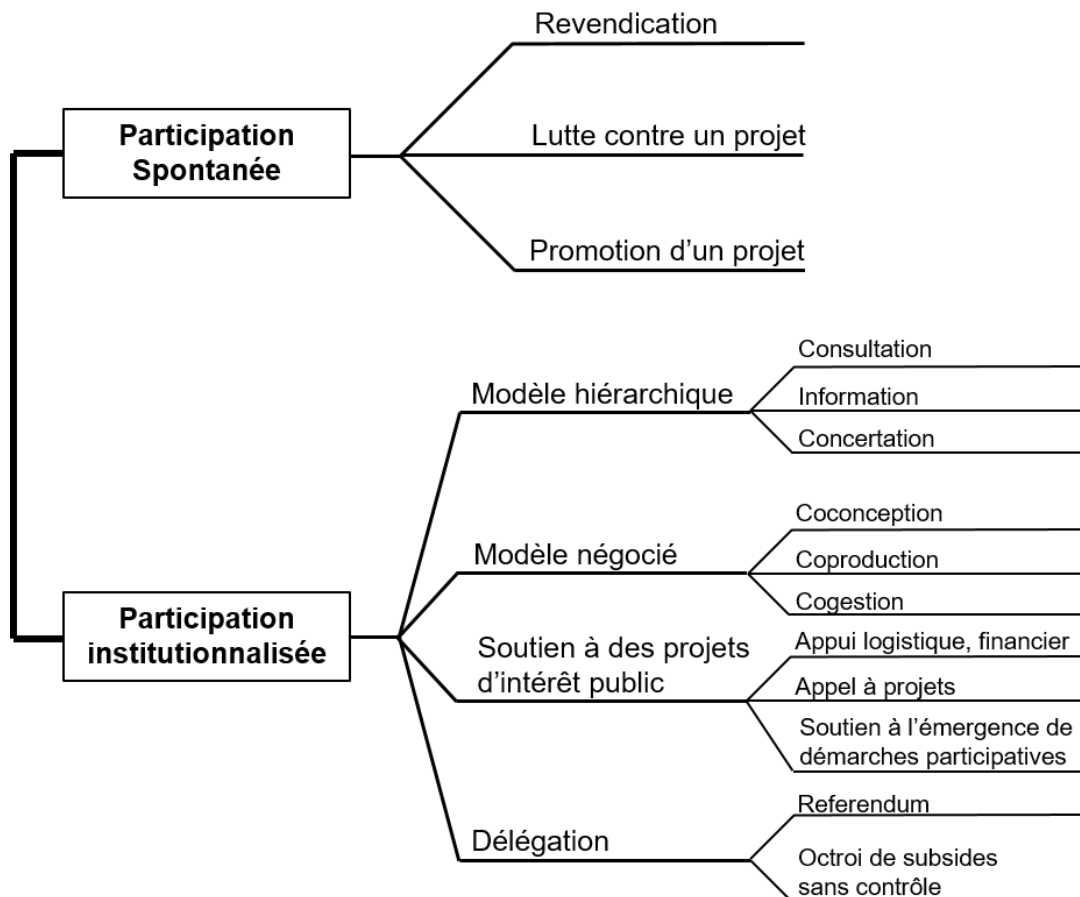 Revendication
Participation
Spontanée
Lutte contre un projet
Promotion d’un projet
Consultation
Modèle hiérarchique
Information
Concertation
Coconception
Modèle négocié
Coproduction
Cogestion
Participation
institutionnalisée
Soutien à des projets
d’intérêt public
Appui logistique, financier
Appel à projets
Soutien à l’émergence de
démarches participatives
Referendum
Délégation
Octroi de subsides
sans contrôle